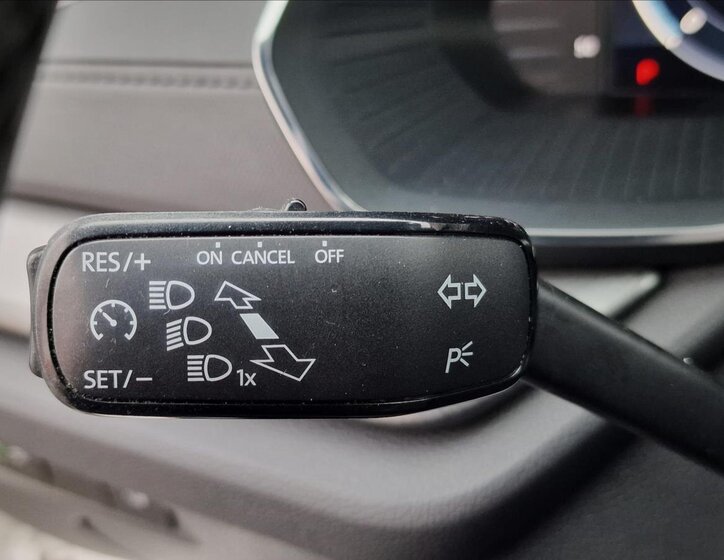 RES/+ ON CANCEL OFF
SET/– 1x
P